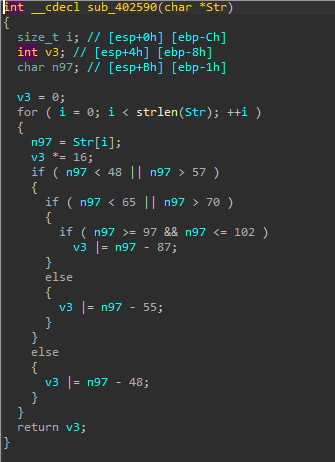 int __cdecl sub_402590(char *Str)
{
  size_t i; // [esp+0h] [ebp-Ch]
  int v3; // [esp+4h] [ebp-8h]
  char n97; // [esp+Bh] [ebp-1h]

  v3 = 0;
  for ( i = 0; i < strlen(Str); ++i )
  {
    n97 = Str[i];
    v3 *= 16;
    if ( n97 < 48 || n97 > 57 )
    {
      if ( n97 < 65 || n97 > 70 )
      {
        if ( n97 >= 97 && n97 <= 102 )
          v3 |= n97 - 87;
      }
      else
      {
        v3 |= n97 - 55;
      }
    }
    else
    {
      v3 |= n97 - 48;
    }
  }
  return v3;
}